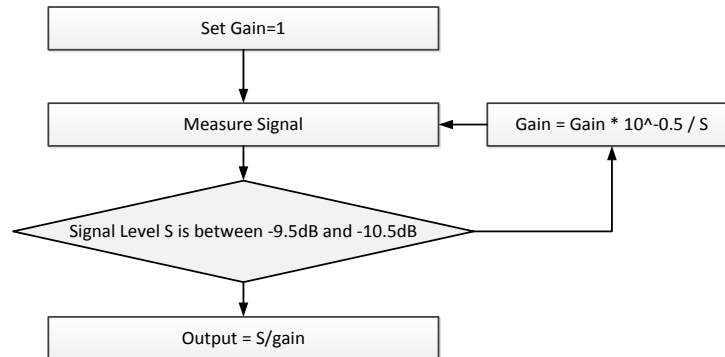 Set Gain=1
Measure Signal
Gain = Gain * 10^-0.5 / S
Signal Level S is between -9.5dB and -10.5dB
Output = S/gain